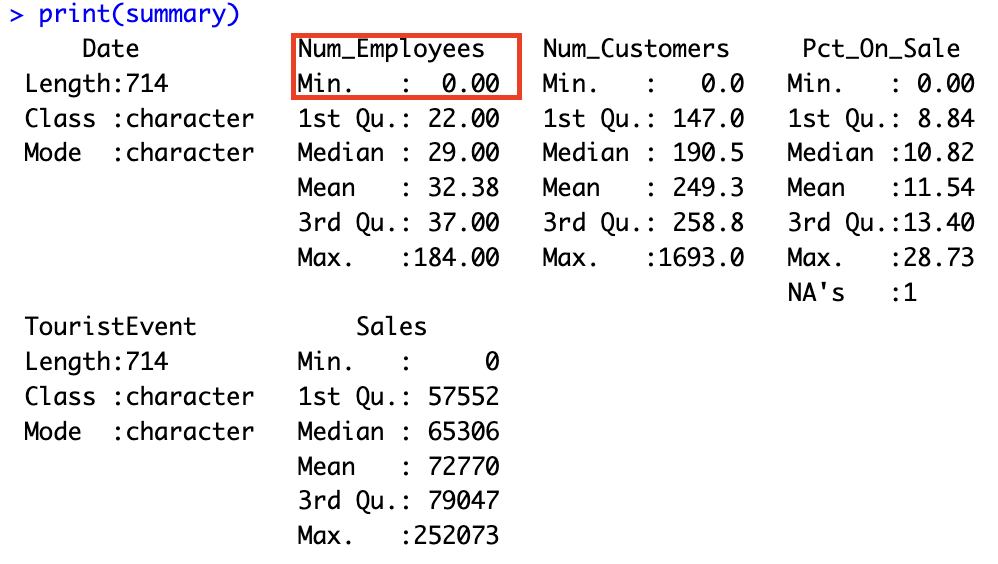 > print(summary)
     Date         Num_Employees    Num_Customers     Pct_On_Sale
 Length:714         Min.   :  0.00   Min.   :   0.0   Min.   : 0.00
 Class :character   1st Qu.: 22.00   1st Qu.: 147.0   1st Qu.: 8.84
 Mode  :character   Median : 29.00   Median : 190.5   Median :10.82
                    Mean   : 32.38   Mean   : 249.3   Mean   :11.54
                    3rd Qu.: 37.00   3rd Qu.: 258.8   3rd Qu.:13.40
                    Max.   :184.00   Max.   :1693.0   Max.   :28.73
                                                      NA's   :1
 TouristEvent           Sales
 Length:714         Min.   :     0
 Class :character   1st Qu.: 57552
 Mode  :character   Median : 65306
                    Mean   : 72770
                    3rd Qu.: 79047
                    Max.   :252073